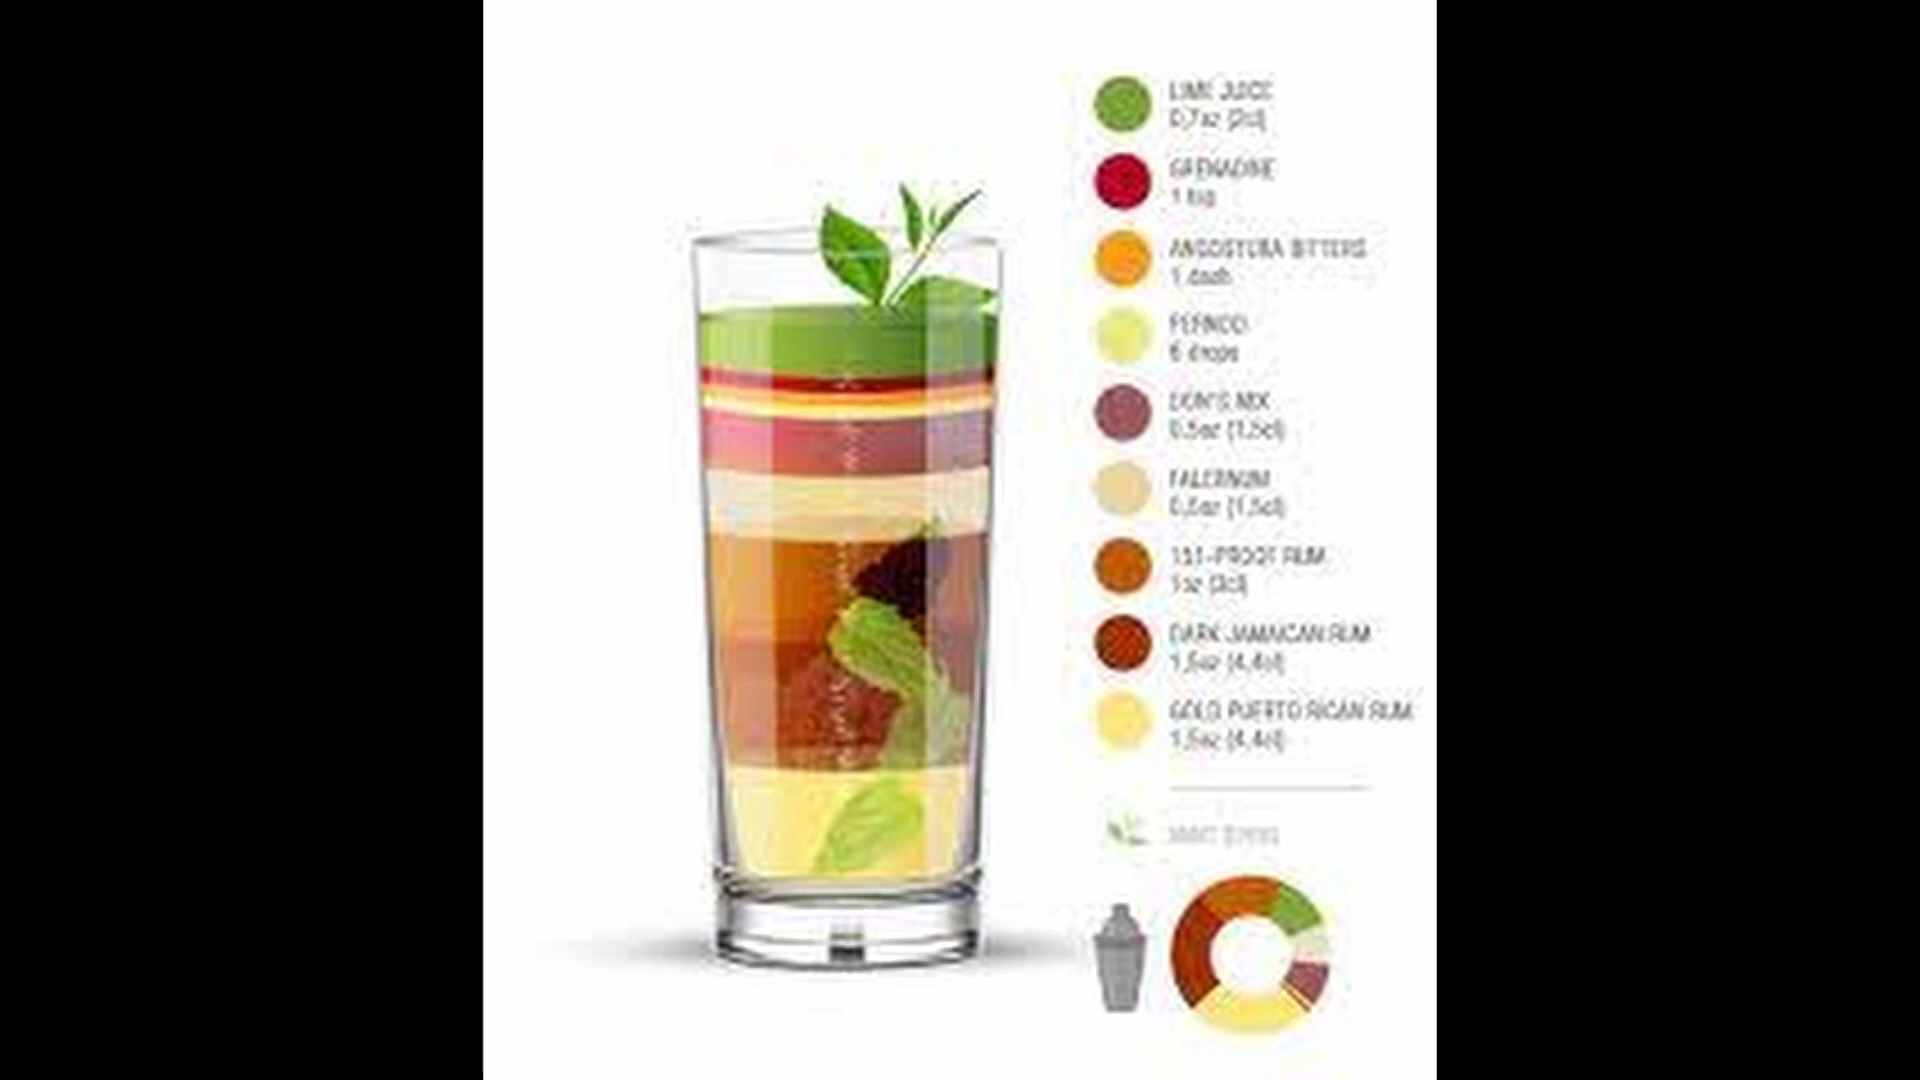 LIME JUICE
0,7oz (2cl)
GRENADINE
1 tsp
ANGOSTURA BITTERS
1 dash
PERNOD
6 drops
DON'S MIX
0,5oz (1,5cl)
FALERNUM
0,5oz (1,5cl)
151-PROOF RUM
1oz (3cl)
DARK JAMAICAN RUM
1,5oz (4,4cl)
GOLD PUERTO RICAN RUM
1,5oz (4,4cl)
MINT